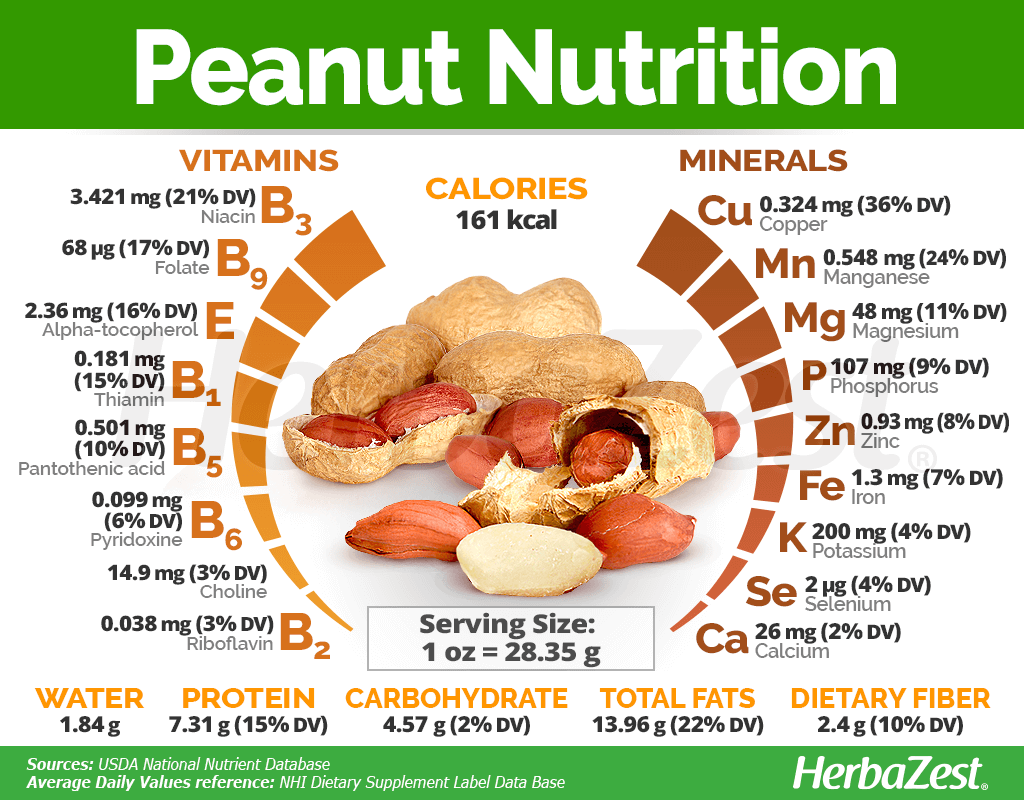 Peanut Nutrition
VITAMINS
3.421 mg (21% DV)
Niacin
B3
68 µg (17% DV)
Folate
B9
2.36 mg (16% DV)
Alpha-tocopherol
E
0.181 mg
(15% DV)
Thiamin
B1
0.501 mg
(10% DV)
Pantothenic acid
B5
0.099 mg
(6% DV)
Pyridoxine
B6
14.9 mg (3% DV)
Choline
0.038 mg (3% DV)
Riboflavin
B2
CALORIES
161 kcal
MINERALS
Cu
0.324 mg (36% DV)
Copper
Mn
0.548 mg (24% DV)
Manganese
Mg
48 mg (11% DV)
Magnesium
P
107 mg (9% DV)
Phosphorus
Zn
0.93 mg (8% DV)
Zinc
Fe
1.3 mg (7% DV)
Iron
K
200 mg (4% DV)
Potassium
Se
2 µg (4% DV)
Selenium
Ca
26 mg (2% DV)
Calcium
HerbaZest®
Serving Size:
1 oz = 28.35 g
WATER
1.84 g
PROTEIN
7.31 g (15% DV)
CARBOHYDRATE
4.57 g (2% DV)
TOTAL FATS
13.96 g (22% DV)
DIETARY FIBER
2.4 g (10% DV)
Sources: USDA National Nutrient Database
Average Daily Values reference: NHI Dietary Supplement Label Data Base
HerbaZest®